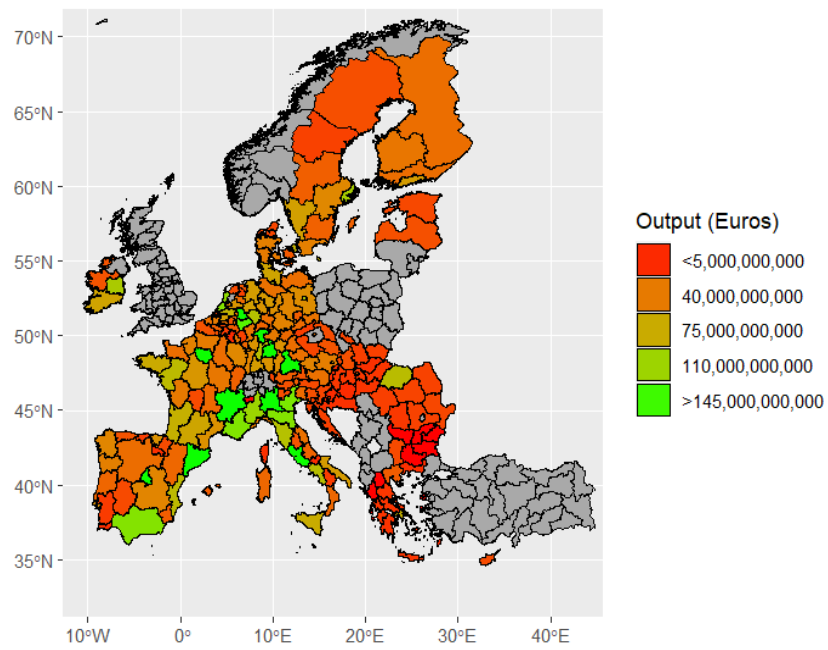 70°N
65°N
60°N
55°N
50°N
45°N
40°N
35°N
10°W
0°
10°E
20°E
30°E
40°E
Output (Euros)
<5,000,000,000
40,000,000,000
75,000,000,000
110,000,000,000
>145,000,000,000